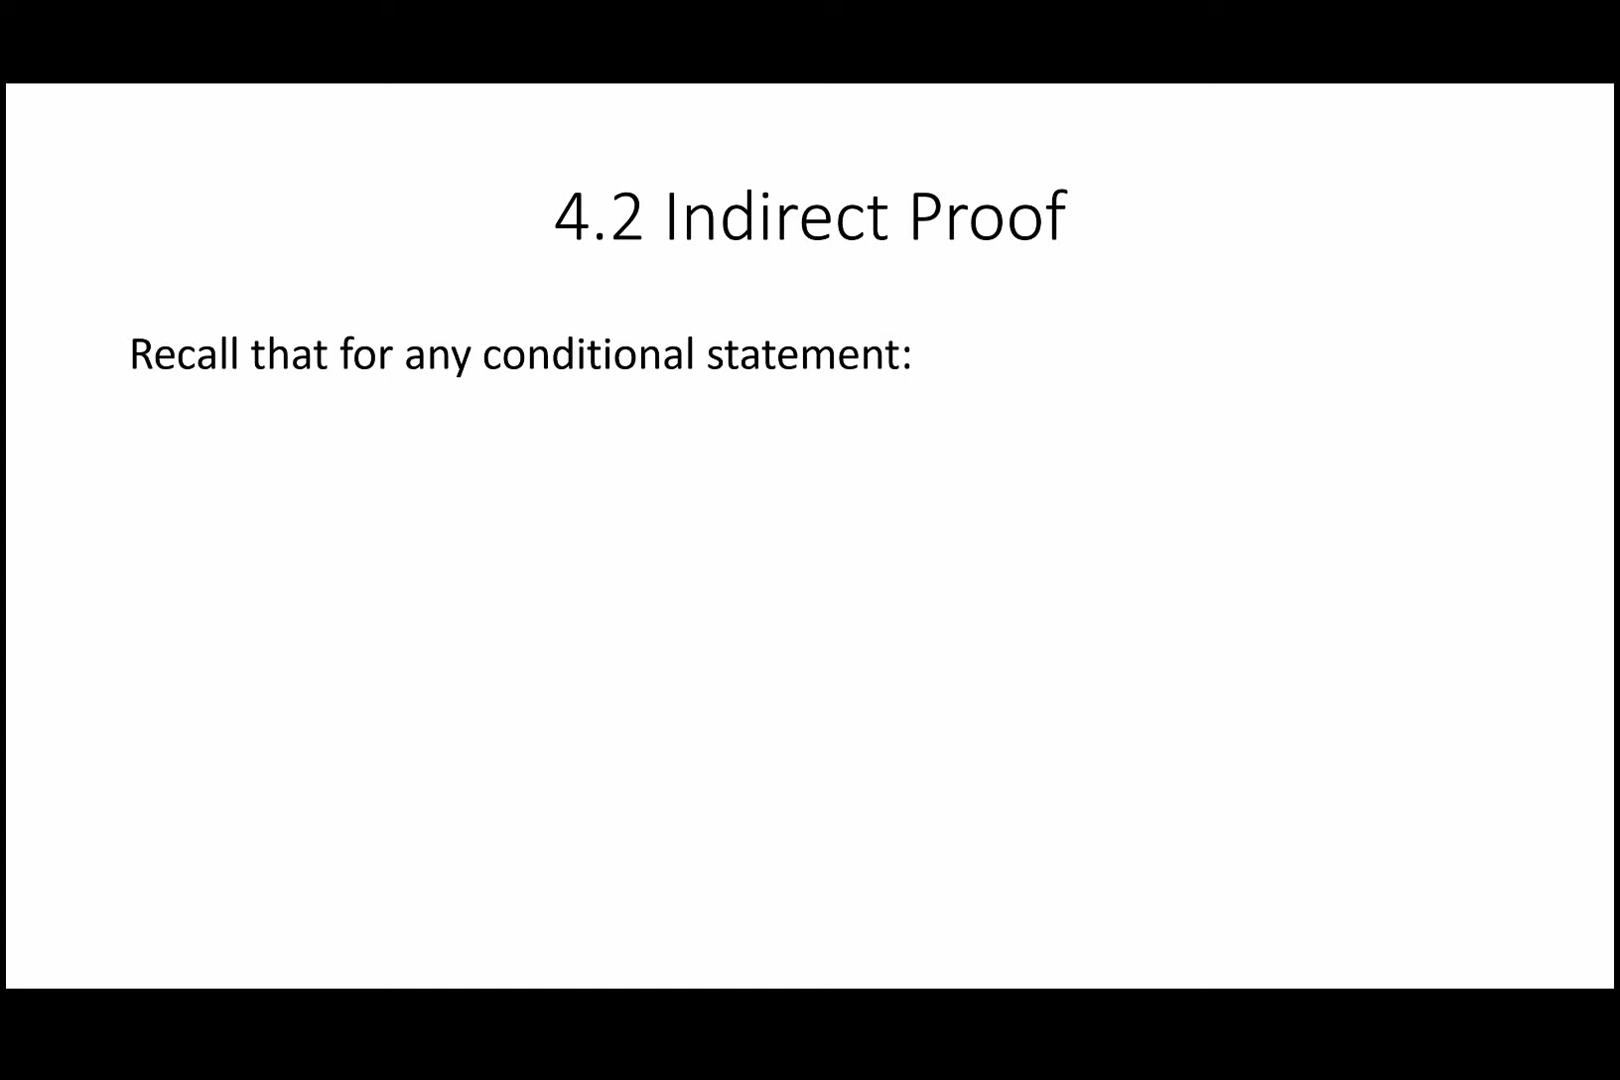 4.2 Indirect Proof
Recall that for any conditional statement: